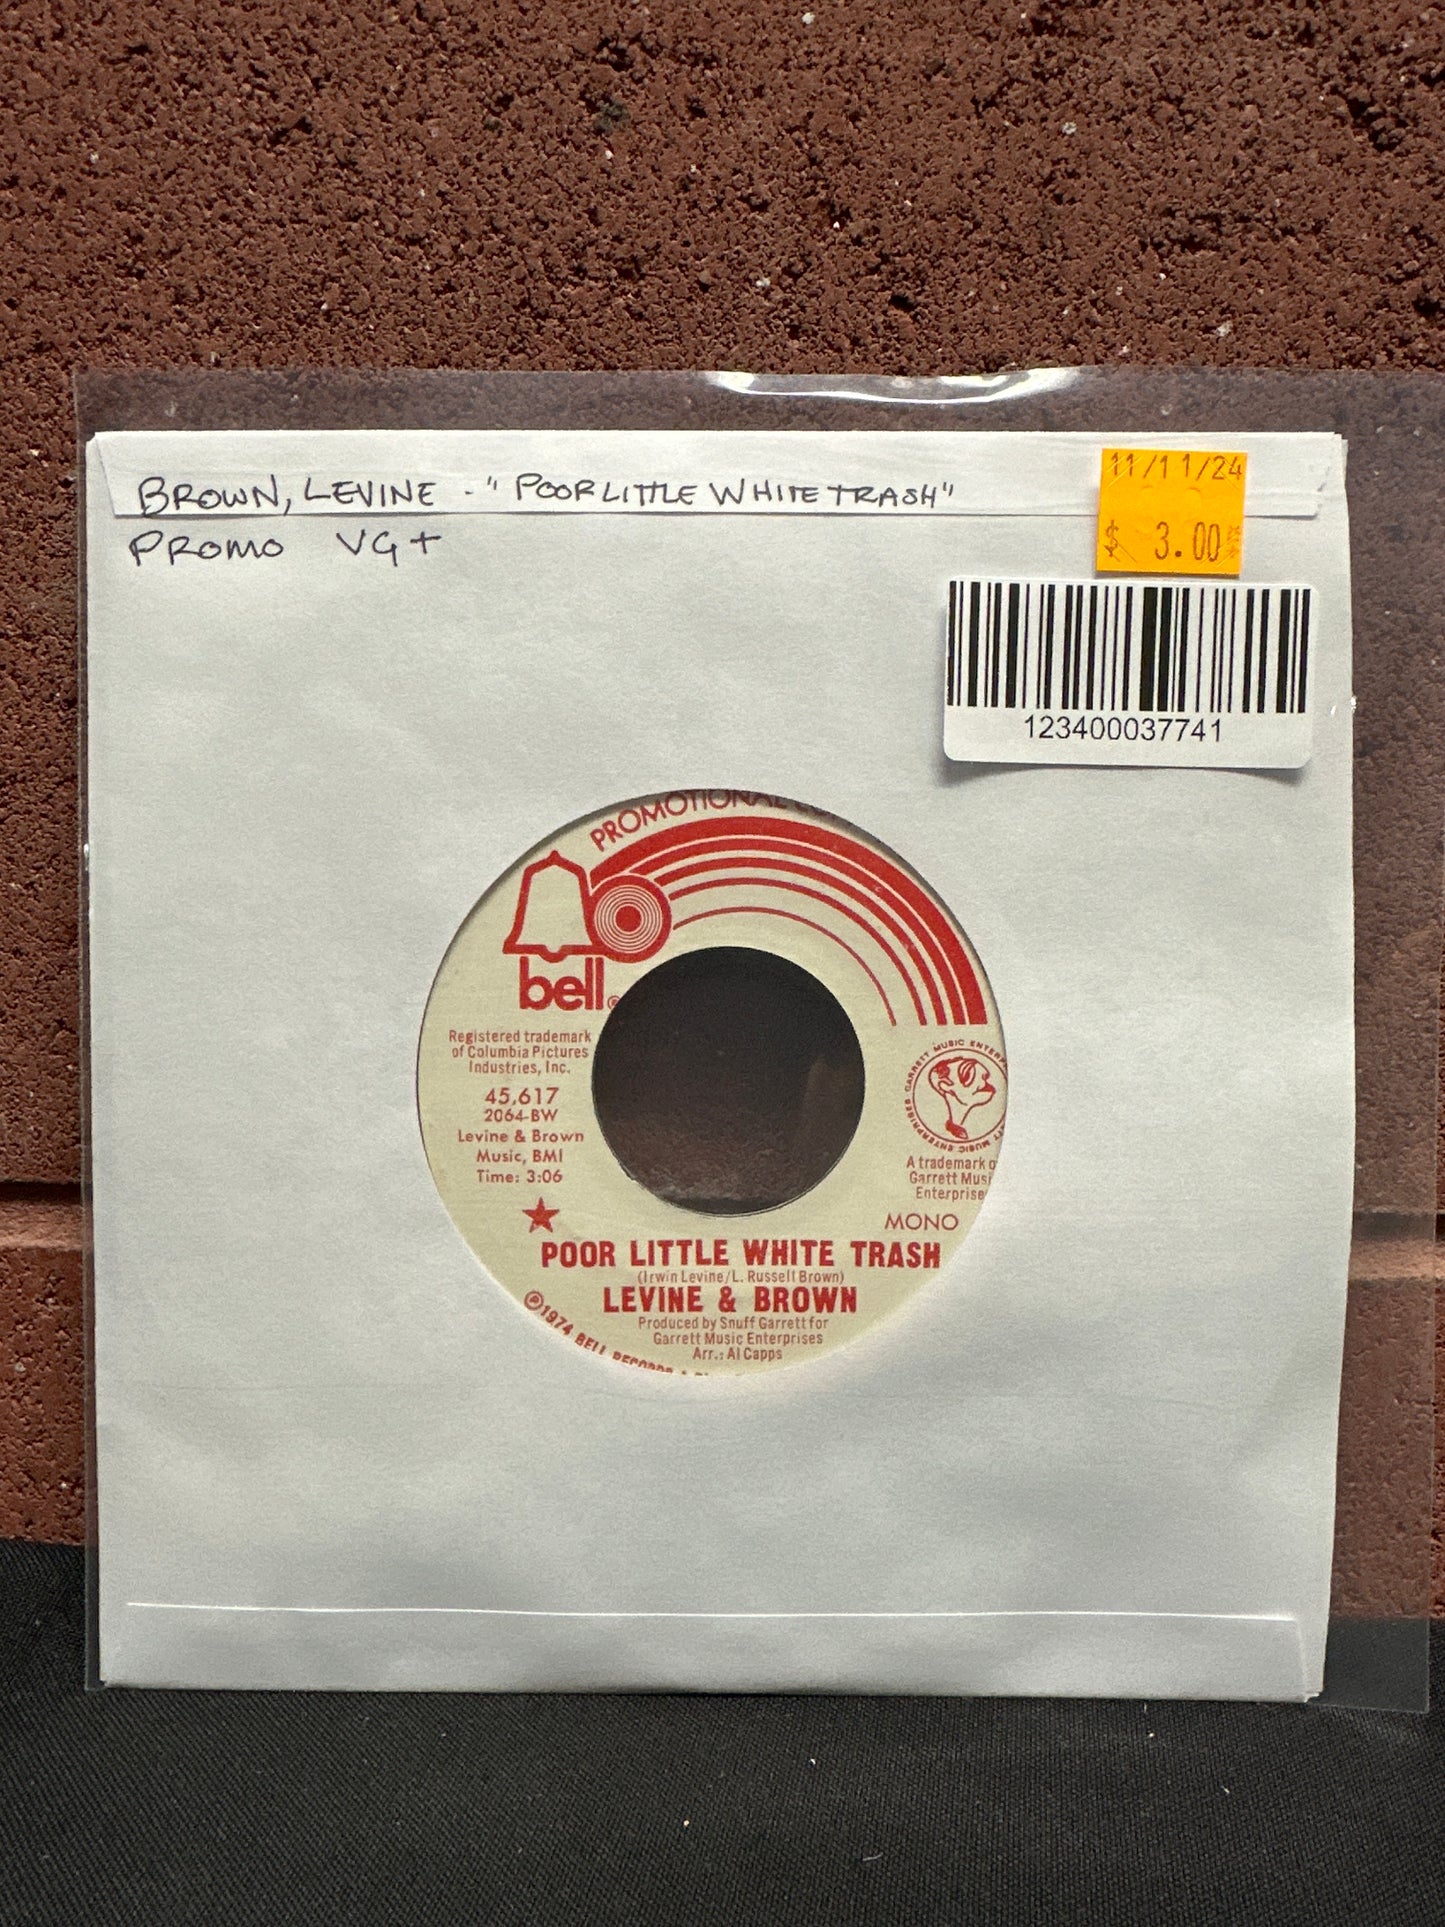 BROWN, LEVINE - "POOR LITTLE WHITE TRASH"
PROMO VG+
11/11/24
$ 3.00
123400037741
PROMOTIONAL
bell®
Registered trademark
of Columbia Pictures
Industries, Inc.
45,617
2064-BW
Levine & Brown
Music, BMI
Time: 3:06
GARRETT MUSIC ENTERPRISES
A trademark
Garrett
MONO
POOR LITTLE WHITE TRASH
(Irwin Levine/L. Russell Brown)
LEVINE & BROWN
Produced by Snuff Garrett for
Garrett Music Enterprises
Arr.: Al Capps
℗1974 BELL RECORDS